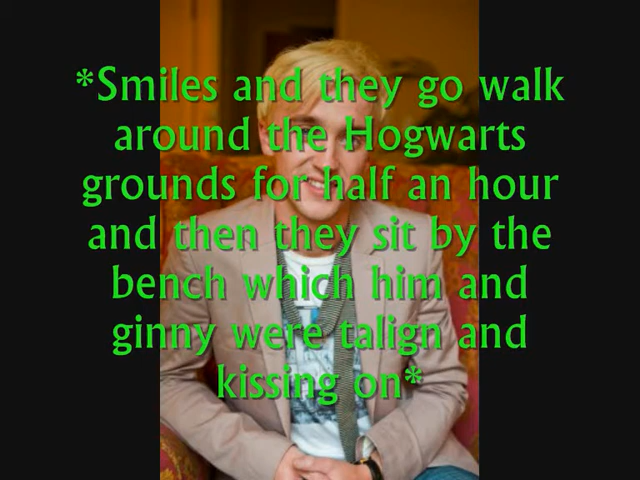 *Smiles and they go walk
around the Hogwarts
grounds for half an hour
and then they sit by the
bench which him and
ginny were talign and
kissing on*